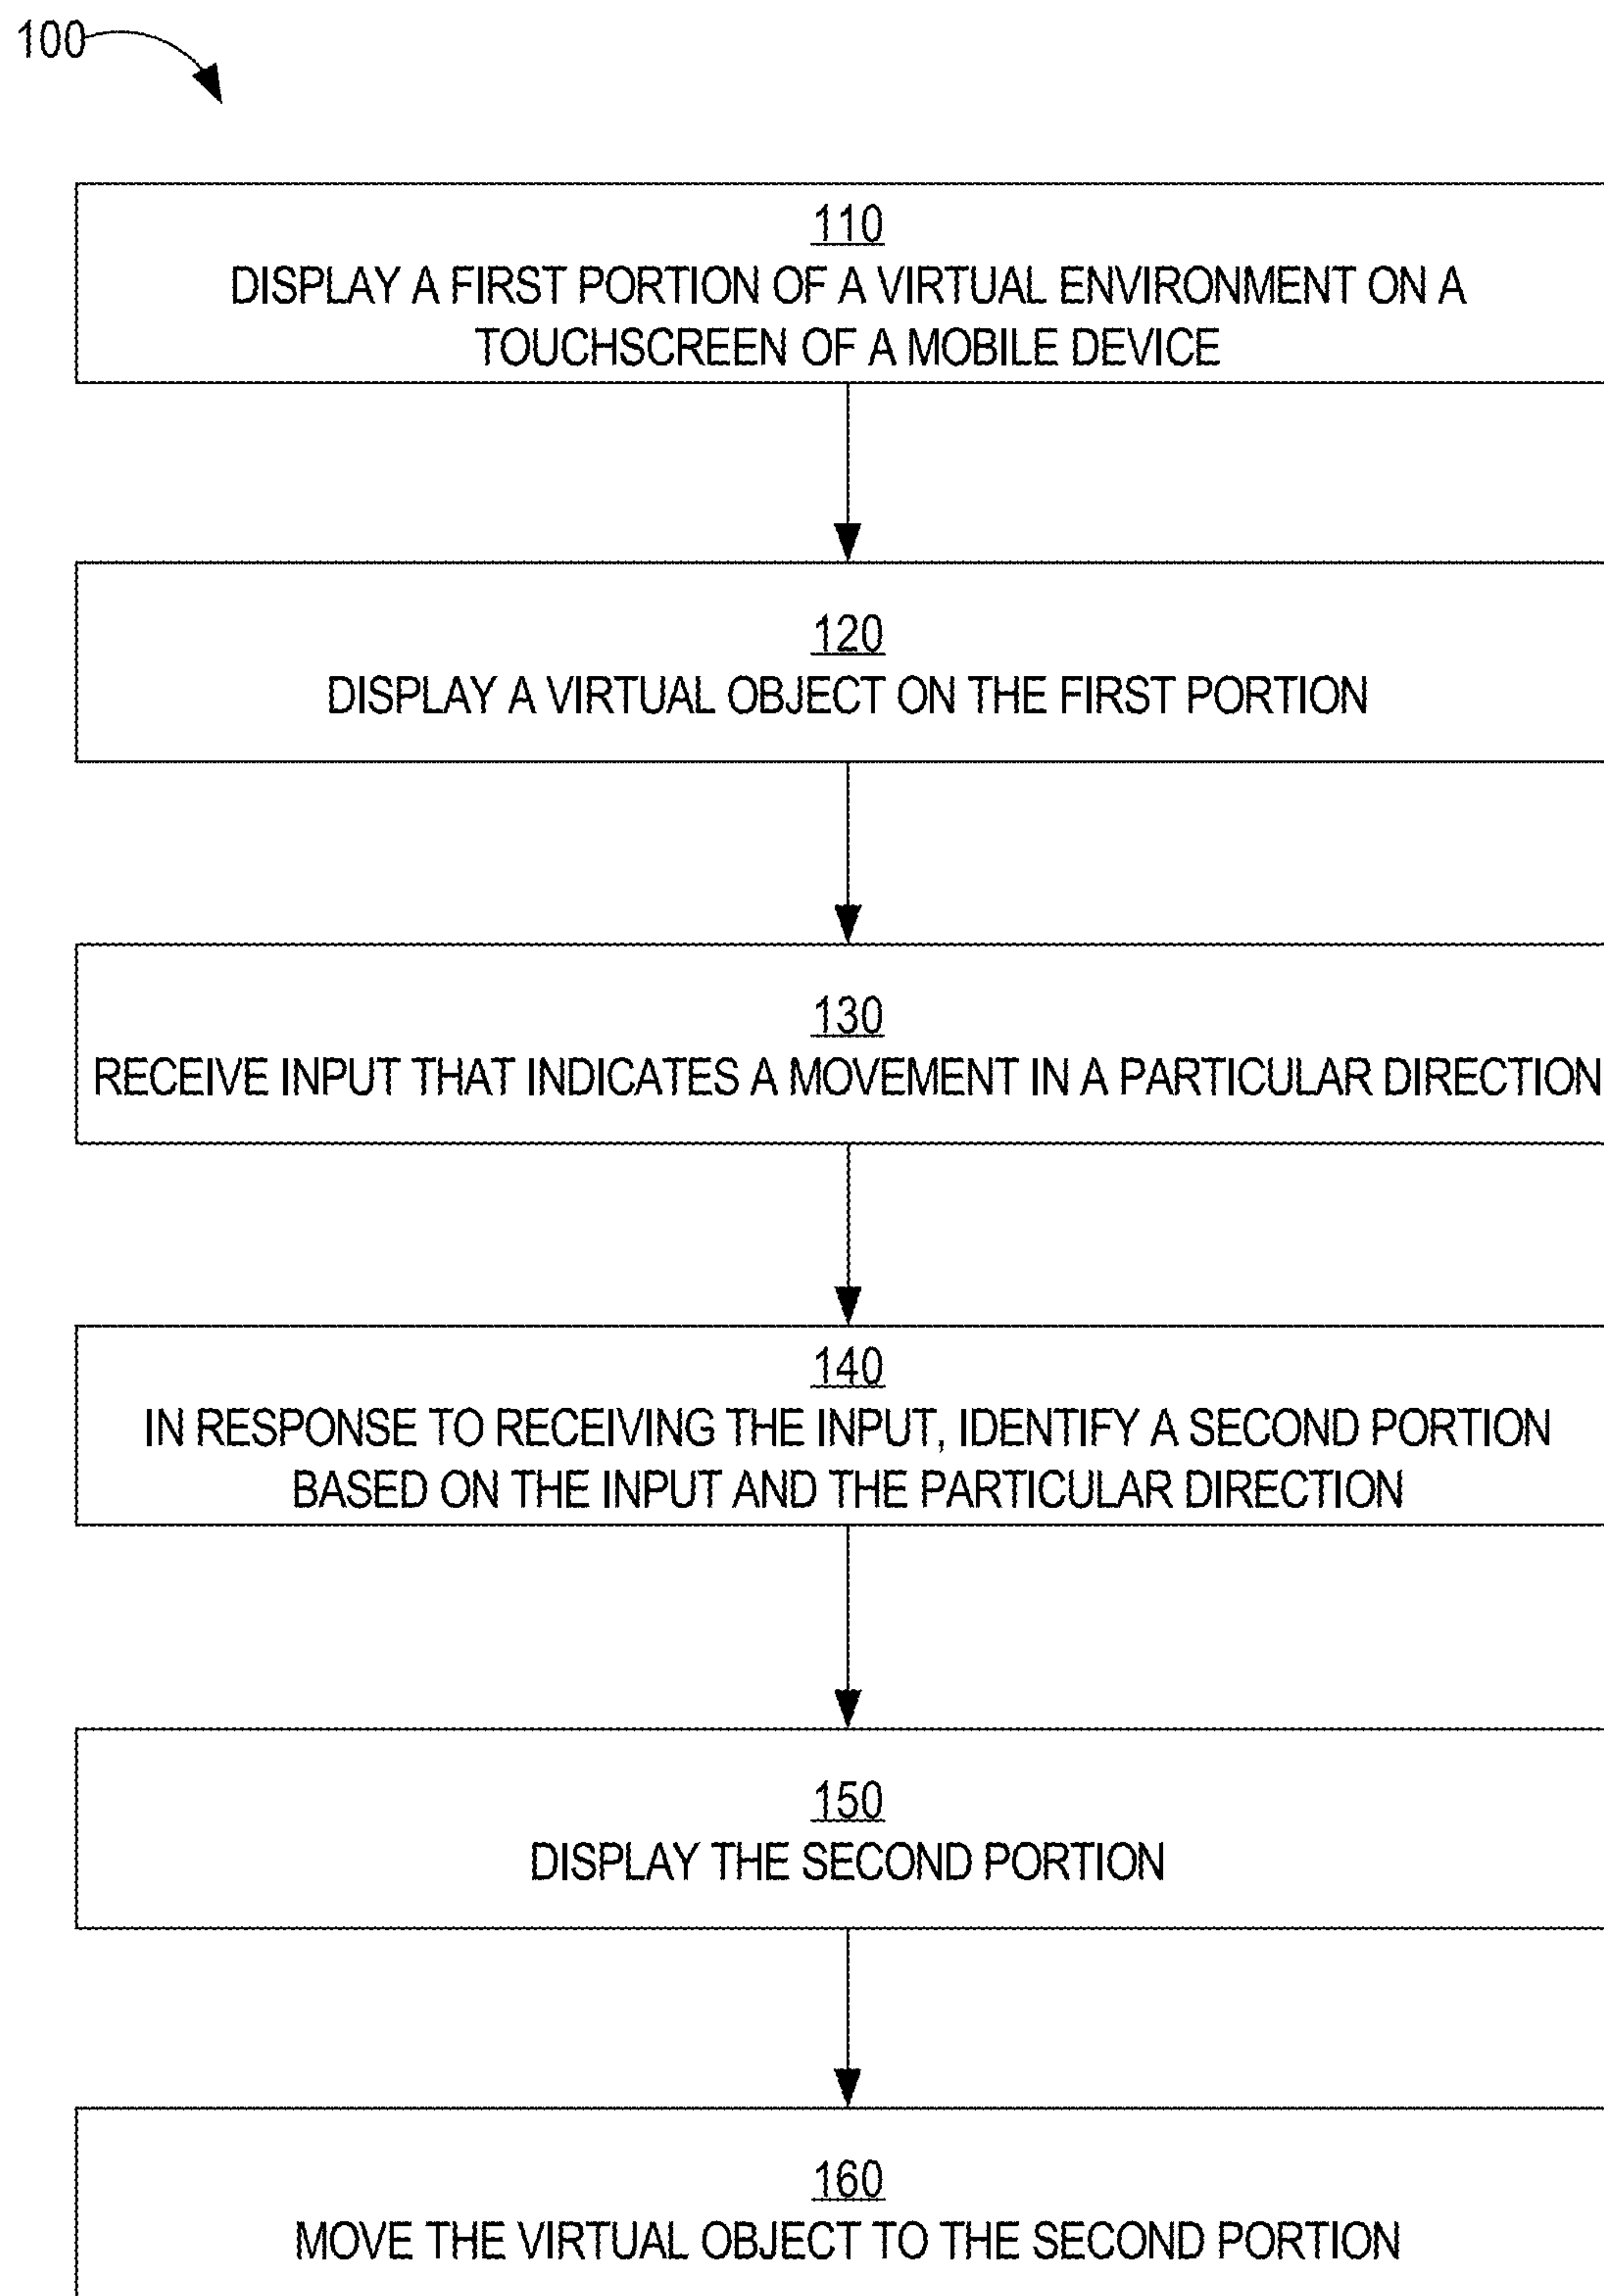 100
110
DISPLAY A FIRST PORTION OF A VIRTUAL ENVIRONMENT ON A
TOUCHSCREEN OF A MOBILE DEVICE
120
DISPLAY A VIRTUAL OBJECT ON THE FIRST PORTION
130
RECEIVE INPUT THAT INDICATES A MOVEMENT IN A PARTICULAR DIRECTION
140
IN RESPONSE TO RECEIVING THE INPUT, IDENTIFY A SECOND PORTION
BASED ON THE INPUT AND THE PARTICULAR DIRECTION
150
DISPLAY THE SECOND PORTION
160
MOVE THE VIRTUAL OBJECT TO THE SECOND PORTION